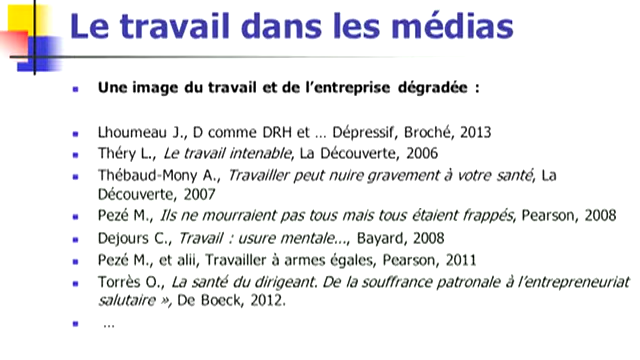 Le travail dans les médias
Une image du travail et de l'entreprise dégradée :
Lhoumeau J., D comme DRH et ... Dépressif, Broché, 2013
Théry L., Le travail intenable, La Découverte, 2006
Thébaud-Mony A., Travailler peut nuire gravement à votre santé, La
Découverte, 2007
Pezé M., Ils ne mourraient pas tous mais tous étaient frappés, Pearson, 2008
Dejours C., Travail : usure mentale..., Bayard, 2008
Pezé M., et alii, Travailler à armes égales, Pearson, 2011
Torrès O., La santé du dirigeant. De la souffrance patronale à l'entrepreneuriat
salutaire », De Boeck, 2012.
...